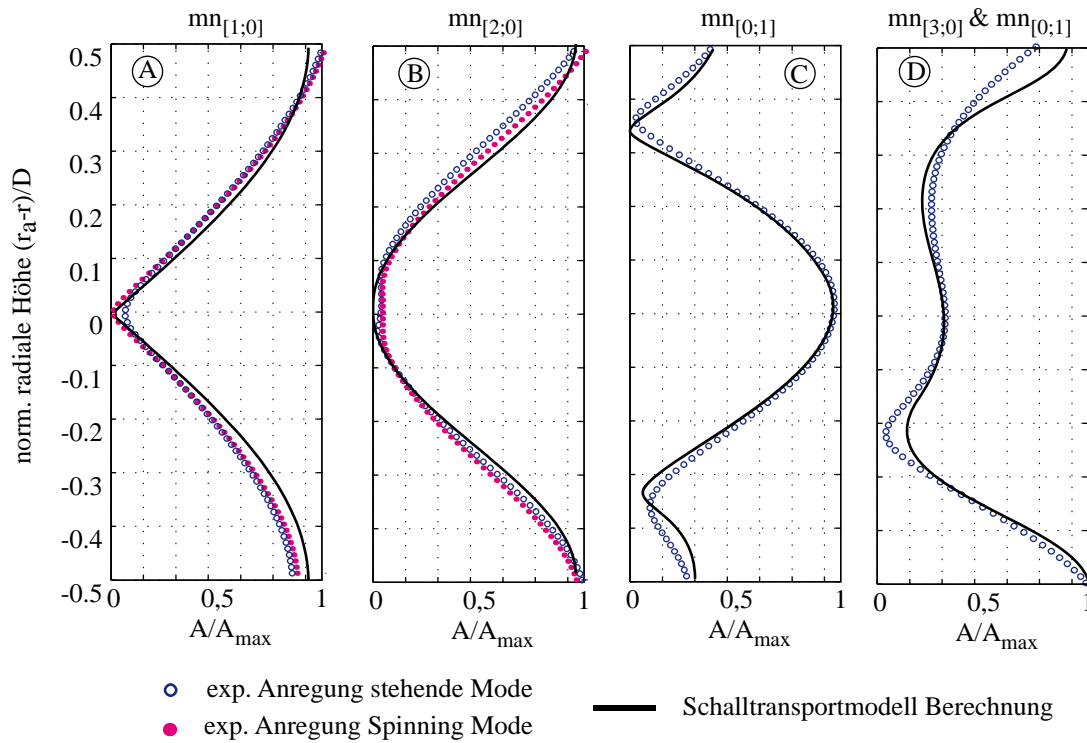 mn[1;0] mn[2;0] mn[0;1] mn[3;0] & mn[0;1]
A B C D
norm. radiale Höhe (ra-r)/D
0.5
0.4
0.3
0.2
0.1
0
-0.1
-0.2
-0.3
-0.4
-0.5
0 0,5 1 0 0,5 1 0 0,5 1 0 0,5 1
A/Amax A/Amax A/Amax A/Amax
exp. Anregung stehende Mode
exp. Anregung Spinning Mode
Schalltransportmodell Berechnung